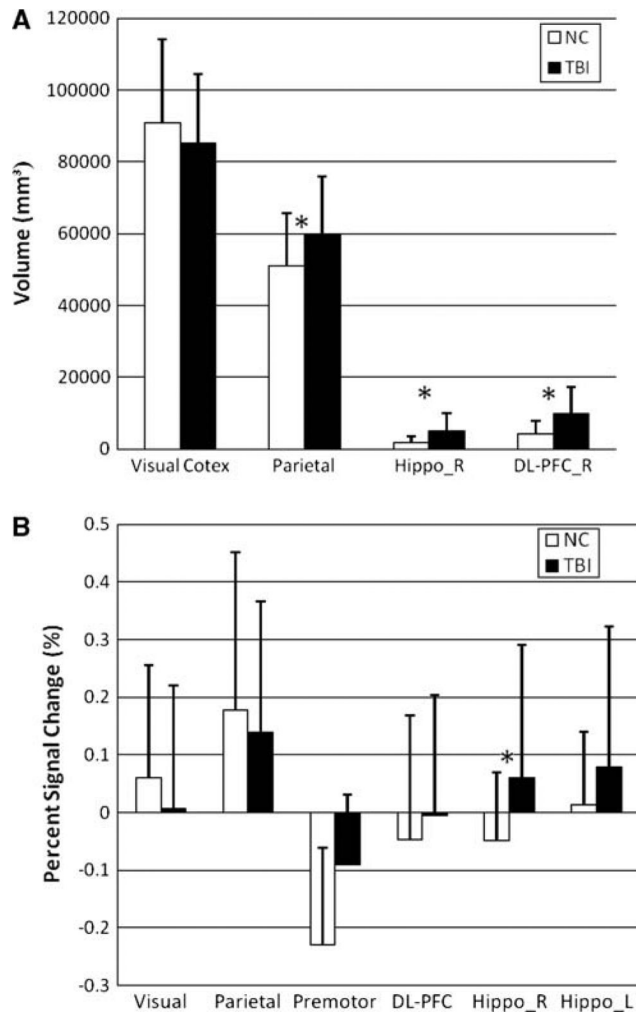 A
120000
100000
80000
60000
40000
20000
0
Volume (mm³)
NC
TBI
*
*
*
Visual Cotex
Parietal
Hippo_R
DL-PFC_R
B
0.5
0.4
0.3
0.2
0.1
0
-0.1
-0.2
-0.3
Percent Signal Change (%)
NC
TBI
*
Visual
Parietal
Premotor
DL-PFC
Hippo_R
Hippo_L